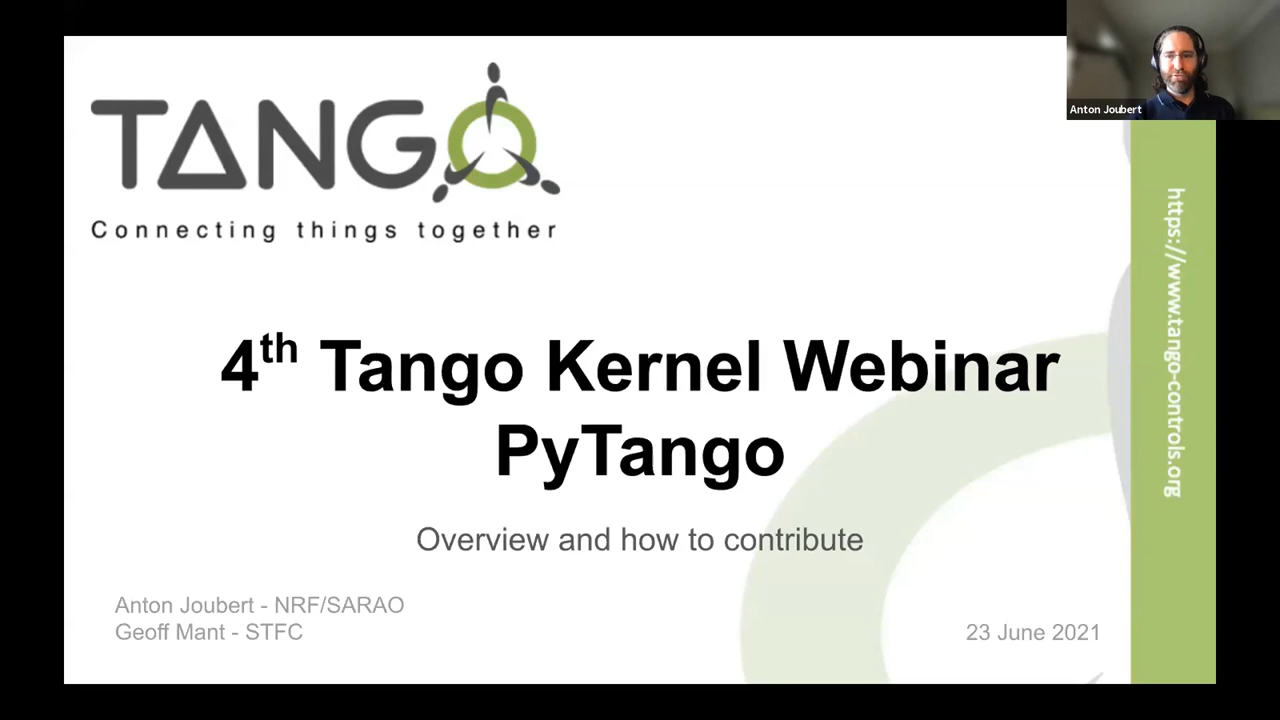 Anton Joubert
TANGO
Connecting things together
https://www.tango-controls.org
4th Tango Kernel Webinar
PyTango
Overview and how to contribute
Anton Joubert - NRF/SARAO
Geoff Mant - STFC
23 June 2021